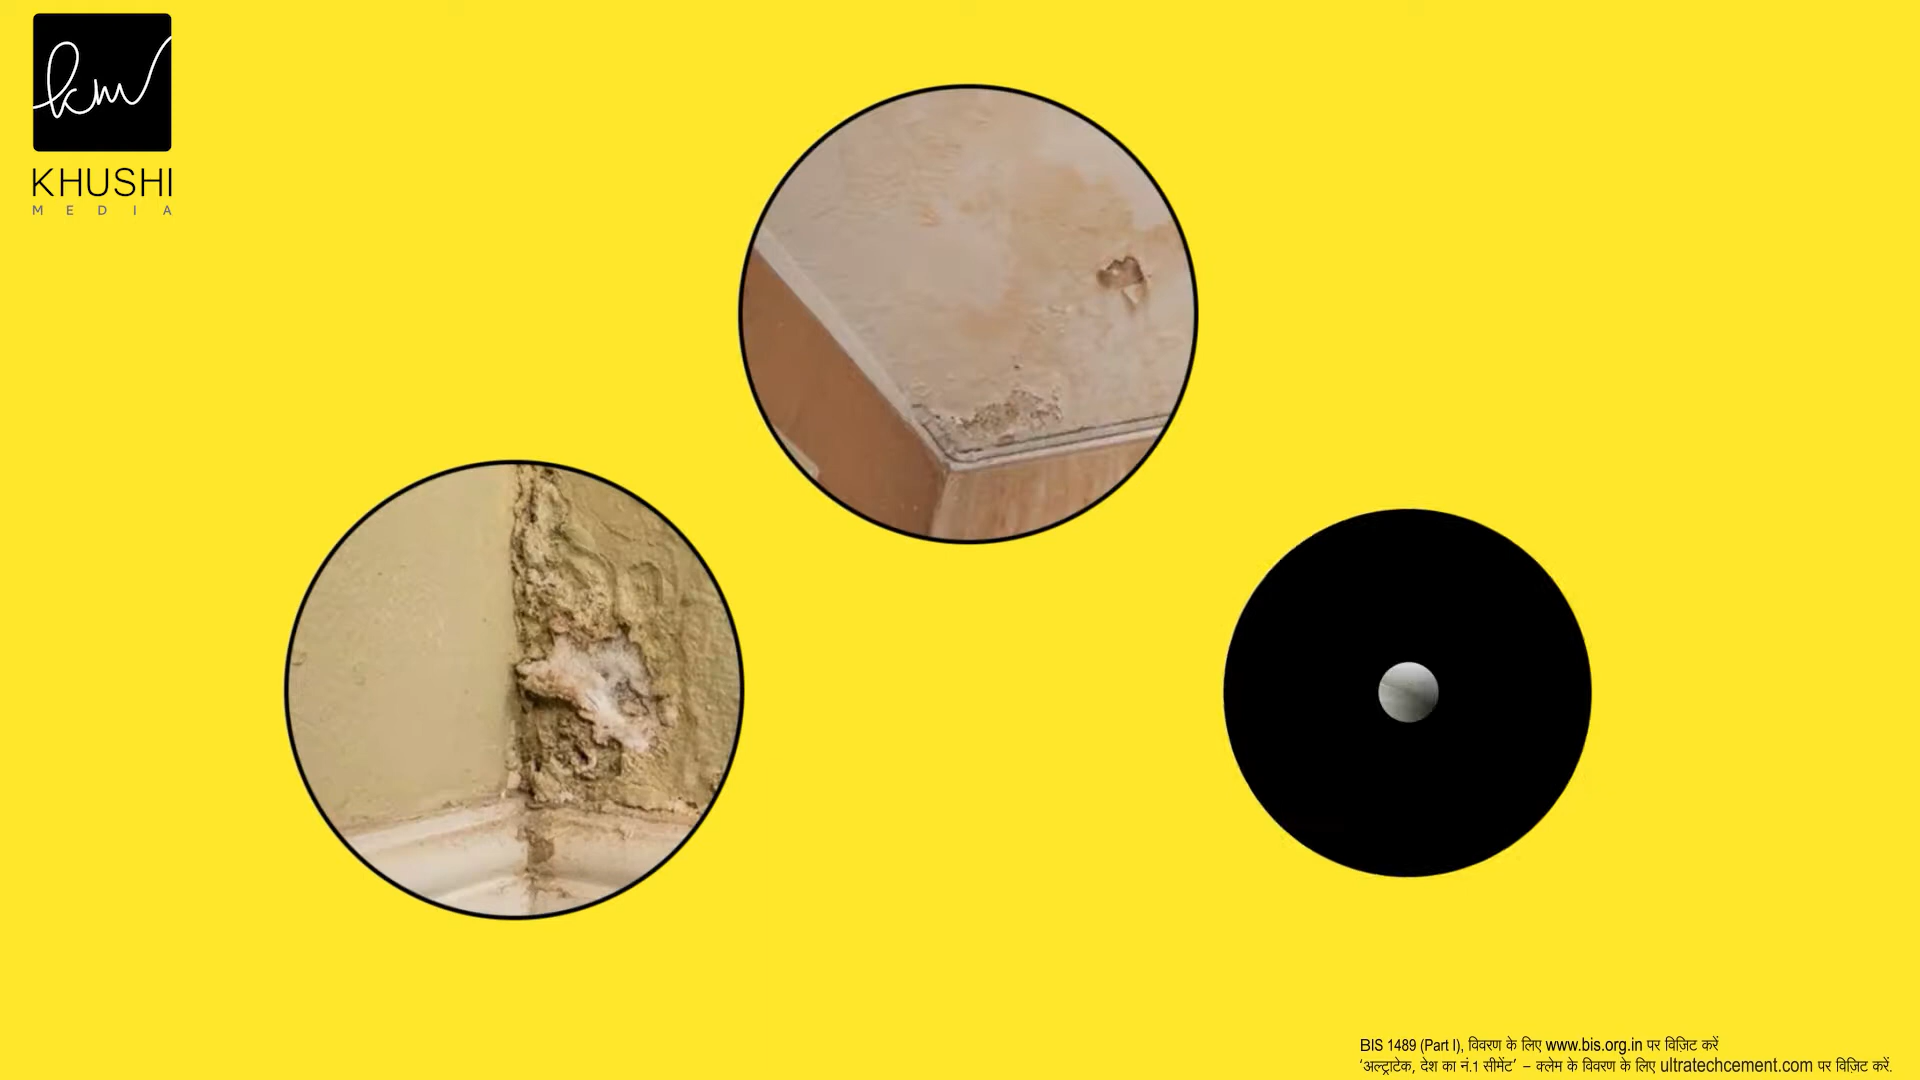 km
KHUSHI
MEDIA
BIS 1489 (Part I), विवरण के लिए www.bis.org.in पर विज़िट करें
‘अल्ट्राटेक, देश का नं.1 सीमेंट’ – क्लेम के विवरण के लिए ultratechcement.com पर विज़िट करें.